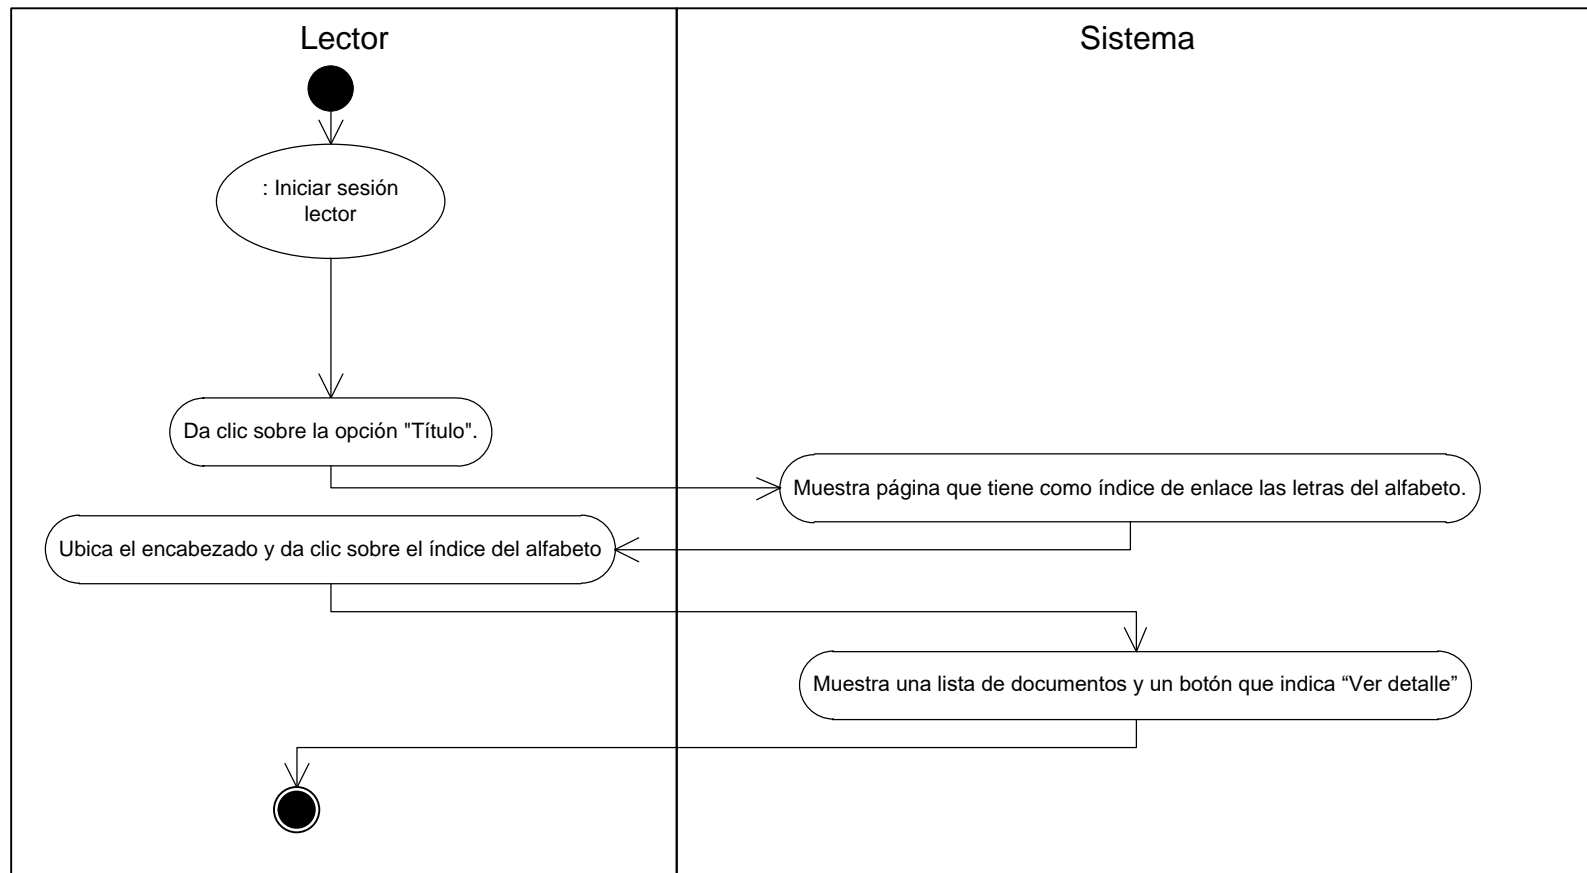 Lector
Sistema
: Iniciar sesión
lector
Da clic sobre la opción "Título".
Muestra página que tiene como índice de enlace las letras del alfabeto.
Ubica el encabezado y da clic sobre el índice del alfabeto
Muestra una lista de documentos y un botón que indica “Ver detalle”